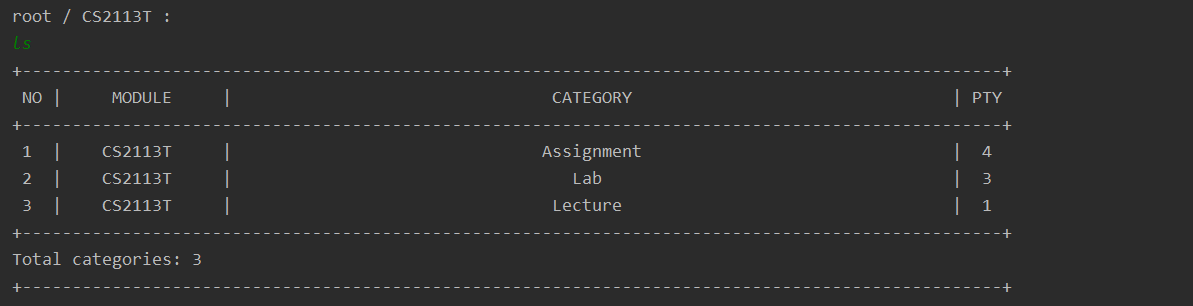 root / CS2113T :
ls
+--------------------------------------------------------------------------------------------------+
 NO |     MODULE     |                                CATEGORY                                | PTY
+--------------------------------------------------------------------------------------------------+
 1  |    CS2113T     |                               Assignment                               |  4
 2  |    CS2113T     |                                  Lab                                   |  3
 3  |    CS2113T     |                                Lecture                                 |  1
+--------------------------------------------------------------------------------------------------+
Total categories: 3
+--------------------------------------------------------------------------------------------------+